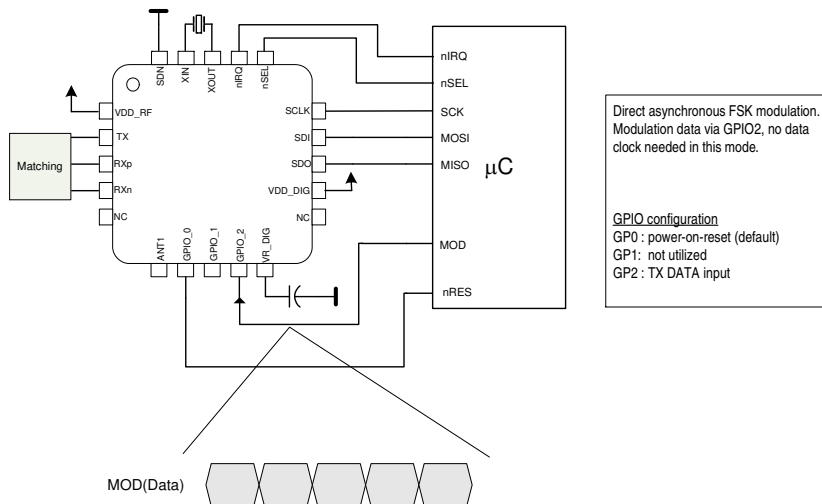 SDN
XIN
XOUT
nIRQ
nSEL
VDD_RF
TX
RXp
RXn
NC
Matching
SCLK
SDI
SDO
VDD_DIG
NC
ANT1
GPIO_0
GPIO_1
GPIO_2
VR_DIG
nIRQ
nSEL
SCK
MOSI
MISO
μC
MOD
nRES
Direct asynchronous FSK modulation.
Modulation data via GPIO2, no data
clock needed in this mode.
GPIO configuration
GP0 : power-on-reset (default)
GP1: not utilized
GP2 : TX DATA input
MOD(Data)